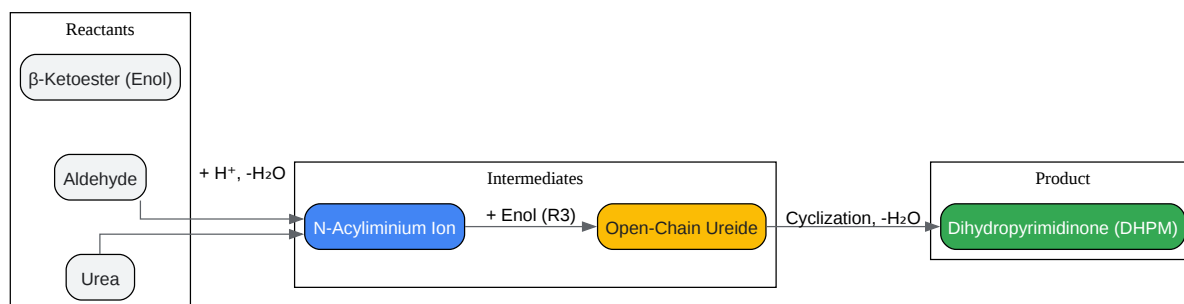 Reactants
β-Ketoester (Enol)
Aldehyde
Urea
+ H⁺, -H₂O
Intermediates
N-Acyliminium Ion
+ Enol (R3)
Open-Chain Ureide
Cyclization, -H₂O
Product
Dihydropyrimidinone (DHPM)